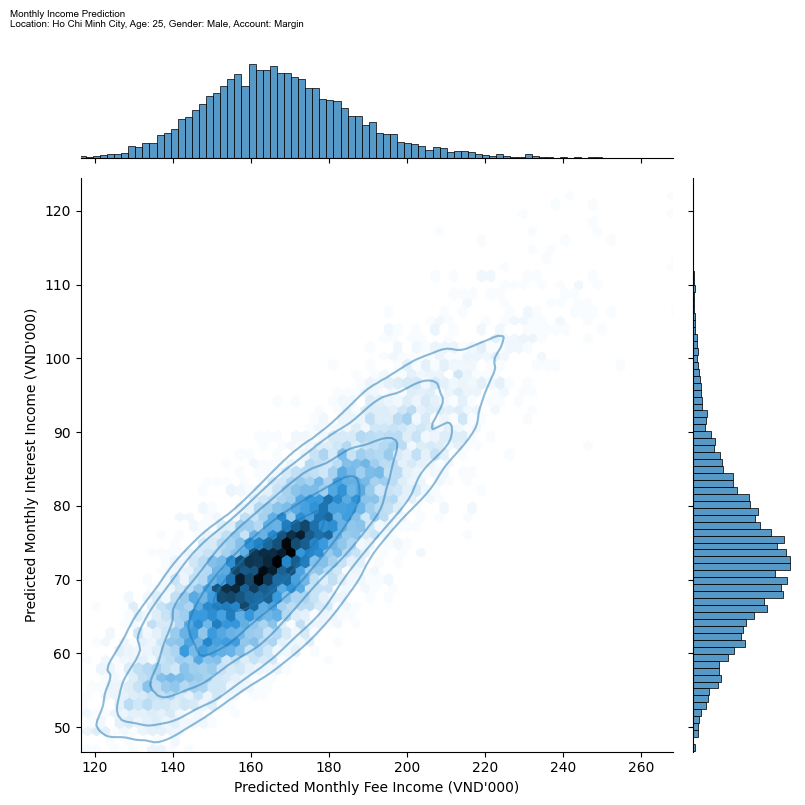 Monthly Income Prediction
Location: Ho Chi Minh City, Age: 25, Gender: Male, Account: Margin
120
110
100
90
80
70
60
50
Predicted Monthly Interest Income (VND'000)
120 140 160 180 200 220 240 260
Predicted Monthly Fee Income (VND'000)